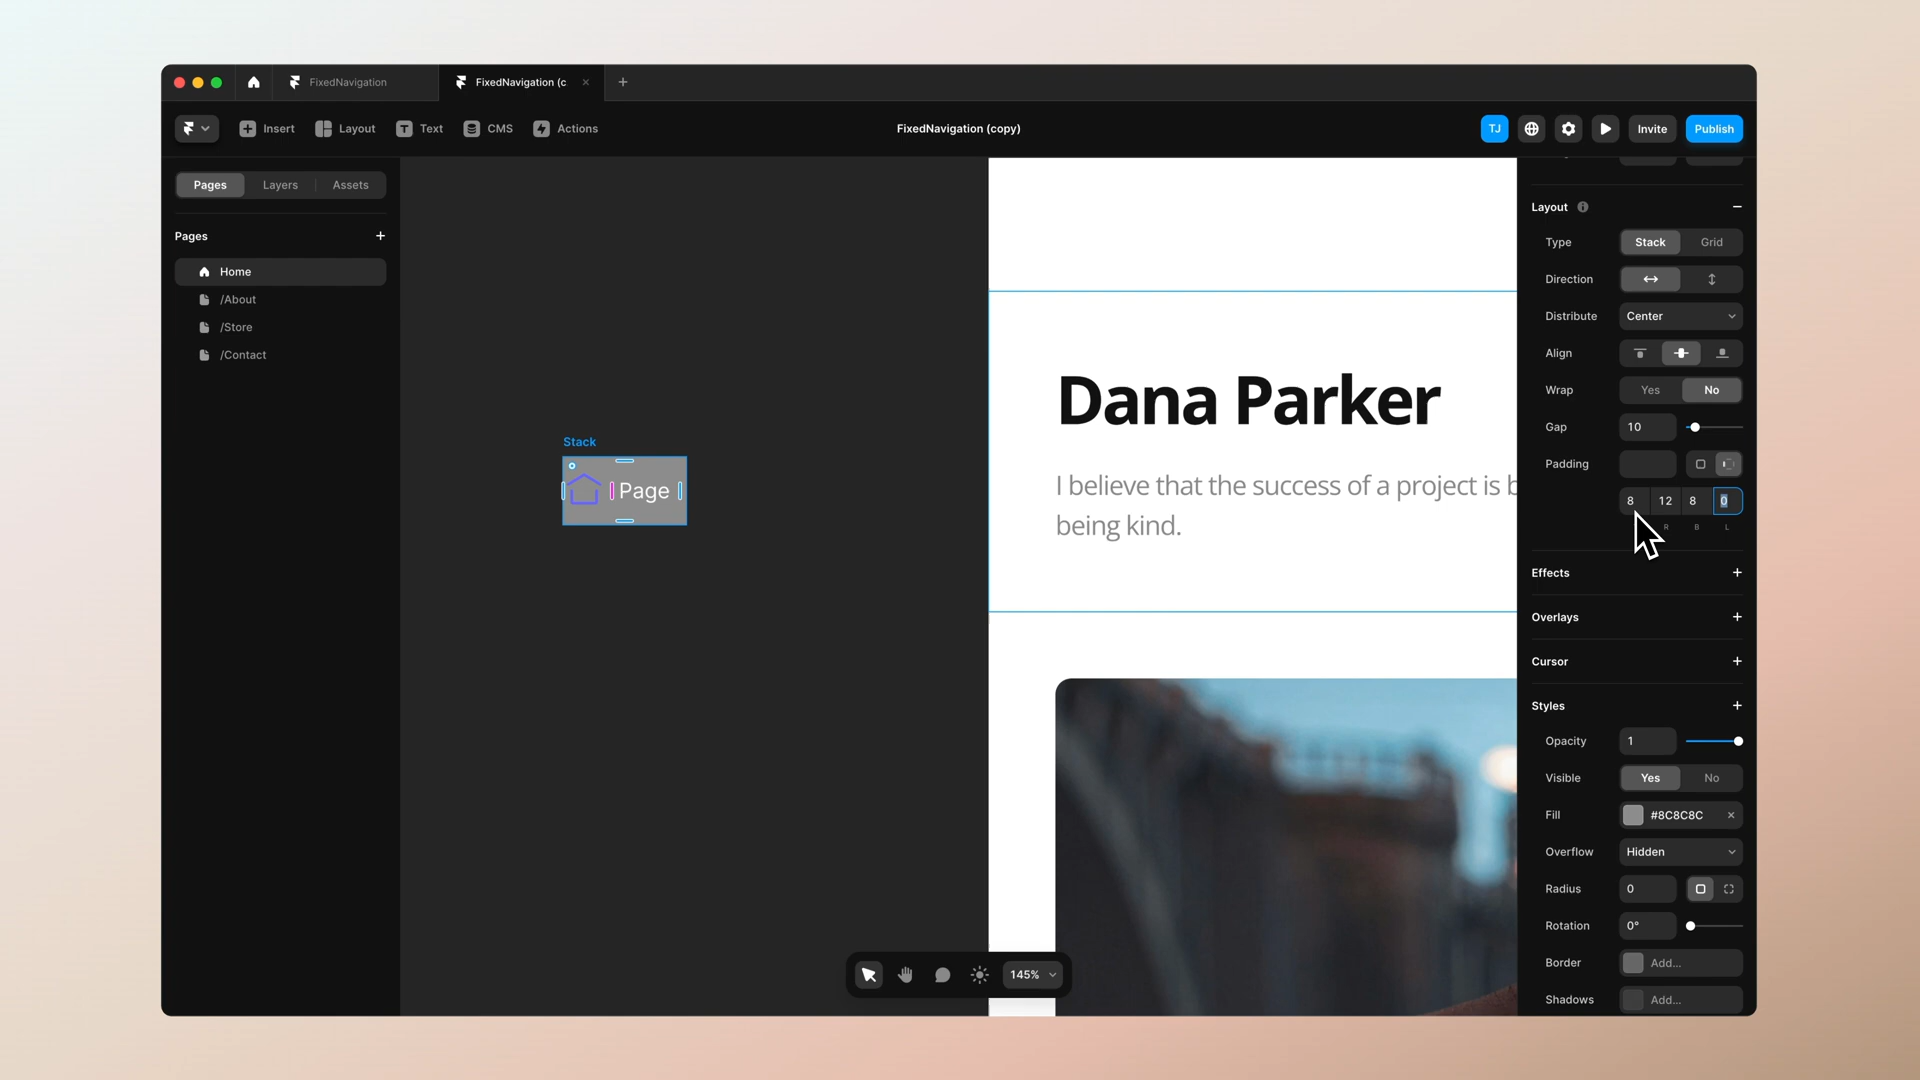 FixedNavigation
FixedNavigation (c
Insert
Layout
Text
CMS
Actions
FixedNavigation (copy)
TJ
Invite
Publish
Pages
Layers
Assets
Pages
Home
/About
/Store
/Contact
Stack
Page
Dana Parker
I believe that the success of a project is b
being kind.
Layout
Type
Stack
Grid
Direction
Distribute
Center
Align
Wrap
Yes
No
Gap
10
Padding
8
12
8
0
R
B
L
Effects
Overlays
Cursor
Styles
Opacity
1
Visible
Yes
No
Fill
#8C8C8C
Overflow
Hidden
Radius
0
Rotation
0°
Border
Add...
Shadows
Add...
145%